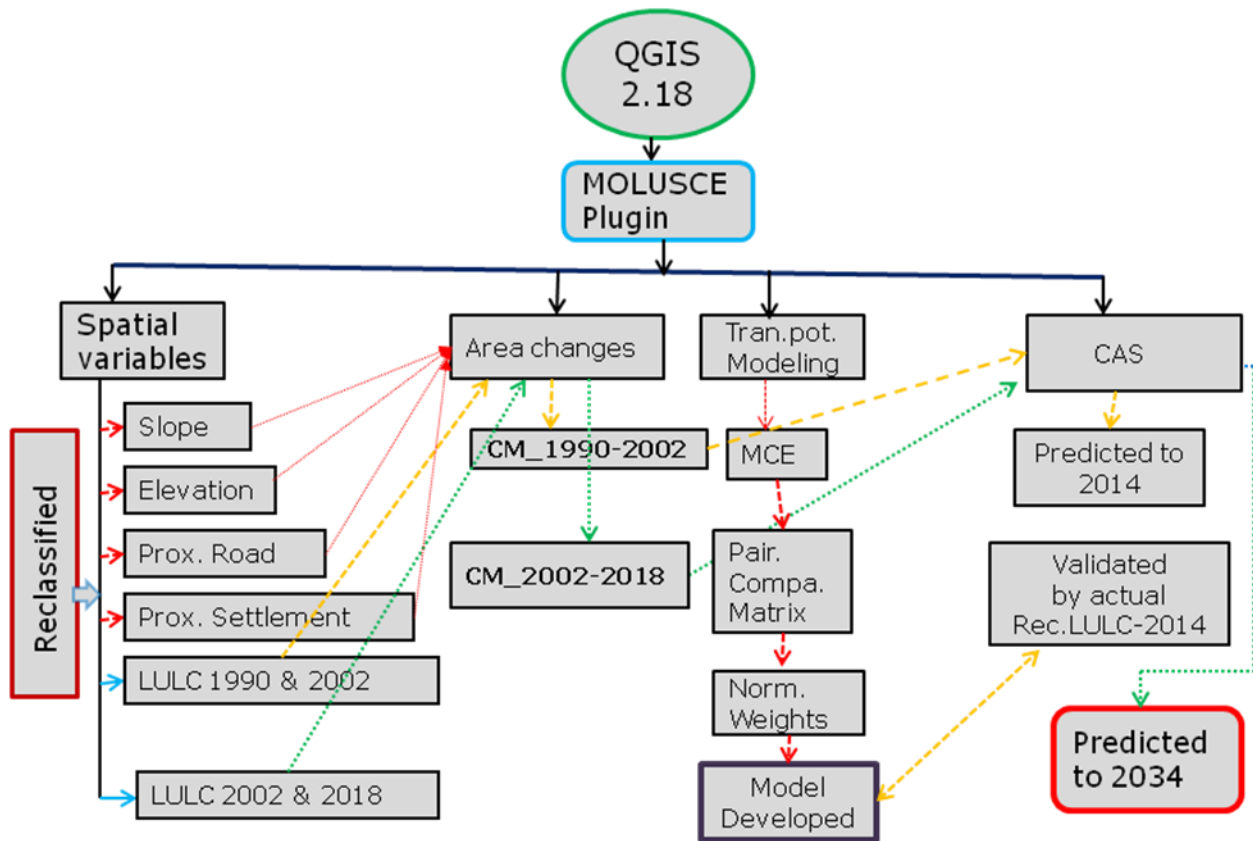 QGIS
2.18
MOLUSCE
Plugin
Spatial
variables
Area changes
Tran.pot.
Modeling
CAS
Reclassified
Slope
Elevation
Prox. Road
Prox. Settlement
LULC 1990 & 2002
LULC 2002 & 2018
CM_1990-2002
CM_2002-2018
MCE
Pair.
Compa.
Matrix
Norm.
Weights
Model
Developed
Predicted to
2014
Validated
by actual
Rec.LULC-2014
Predicted
to 2034